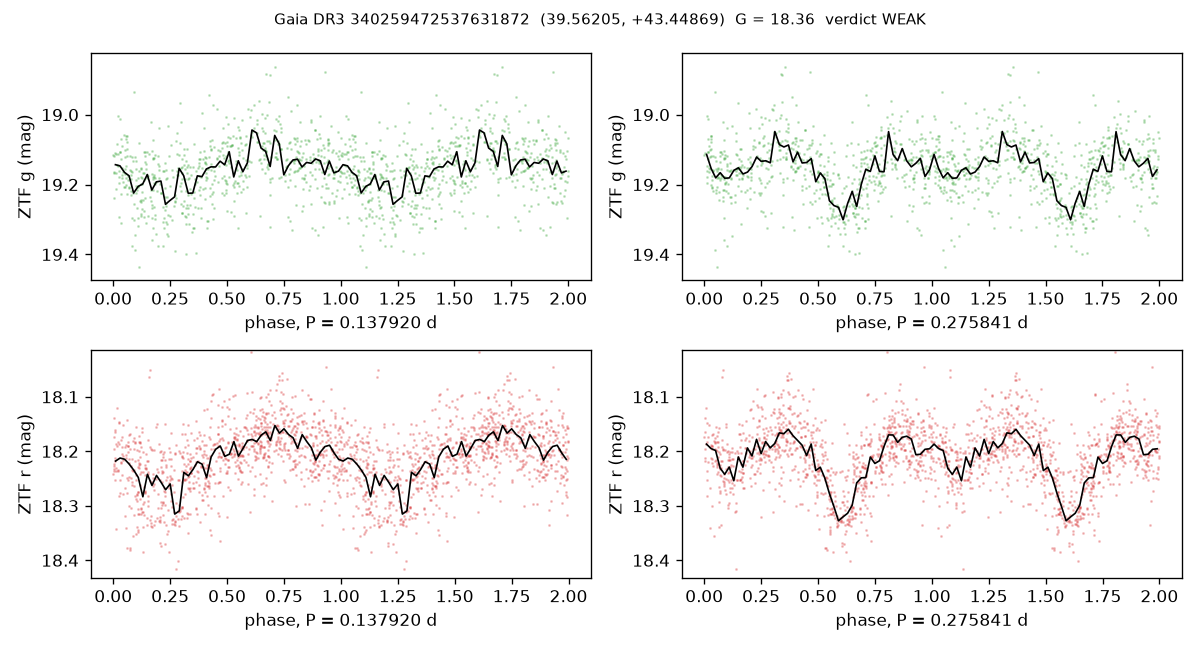 Gaia DR3 340259472537631872 (39.56205, +43.44869) G = 18.36 verdict WEAK
ZTF g (mag)
19.0
19.2
19.4
0.00 0.25 0.50 0.75 1.00 1.25 1.50 1.75 2.00
phase, P = 0.137920 d
ZTF g (mag)
19.0
19.2
19.4
0.00 0.25 0.50 0.75 1.00 1.25 1.50 1.75 2.00
phase, P = 0.275841 d
ZTF r (mag)
18.1
18.2
18.3
18.4
0.00 0.25 0.50 0.75 1.00 1.25 1.50 1.75 2.00
phase, P = 0.137920 d
ZTF r (mag)
18.1
18.2
18.3
18.4
0.00 0.25 0.50 0.75 1.00 1.25 1.50 1.75 2.00
phase, P = 0.275841 d